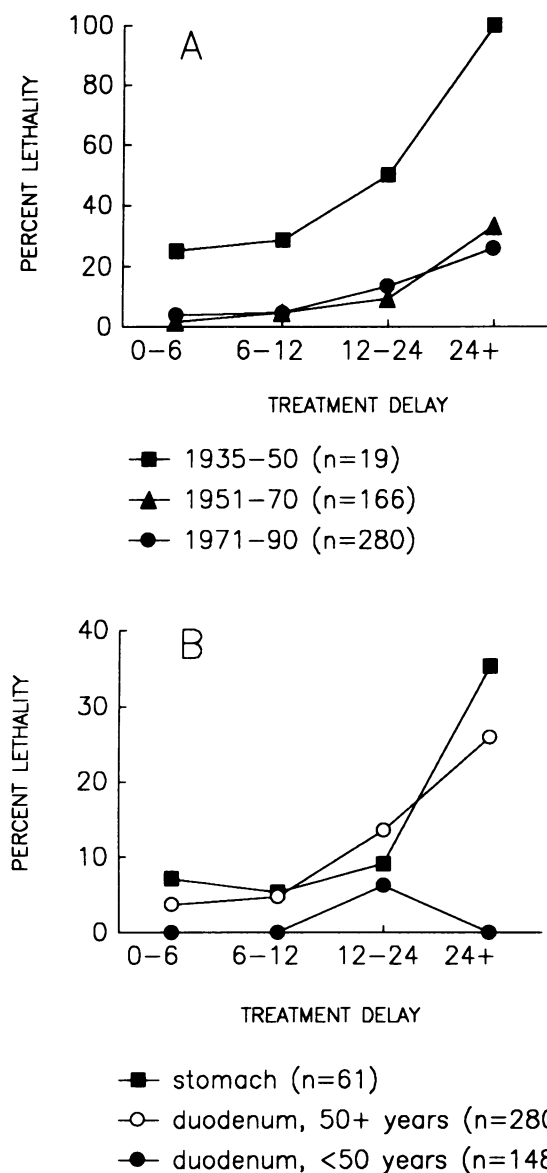 A
PERCENT LETHALITY
100
80
60
40
20
0
0–6 6–12 12–24 24+
TREATMENT DELAY
1935–50 (n=19)
1951–70 (n=166)
1971–90 (n=280)
B
PERCENT LETHALITY
40
30
20
10
0
0–6 6–12 12–24 24+
TREATMENT DELAY
stomach (n=61)
duodenum, 50+ years (n=280
duodenum, <50 years (n=148